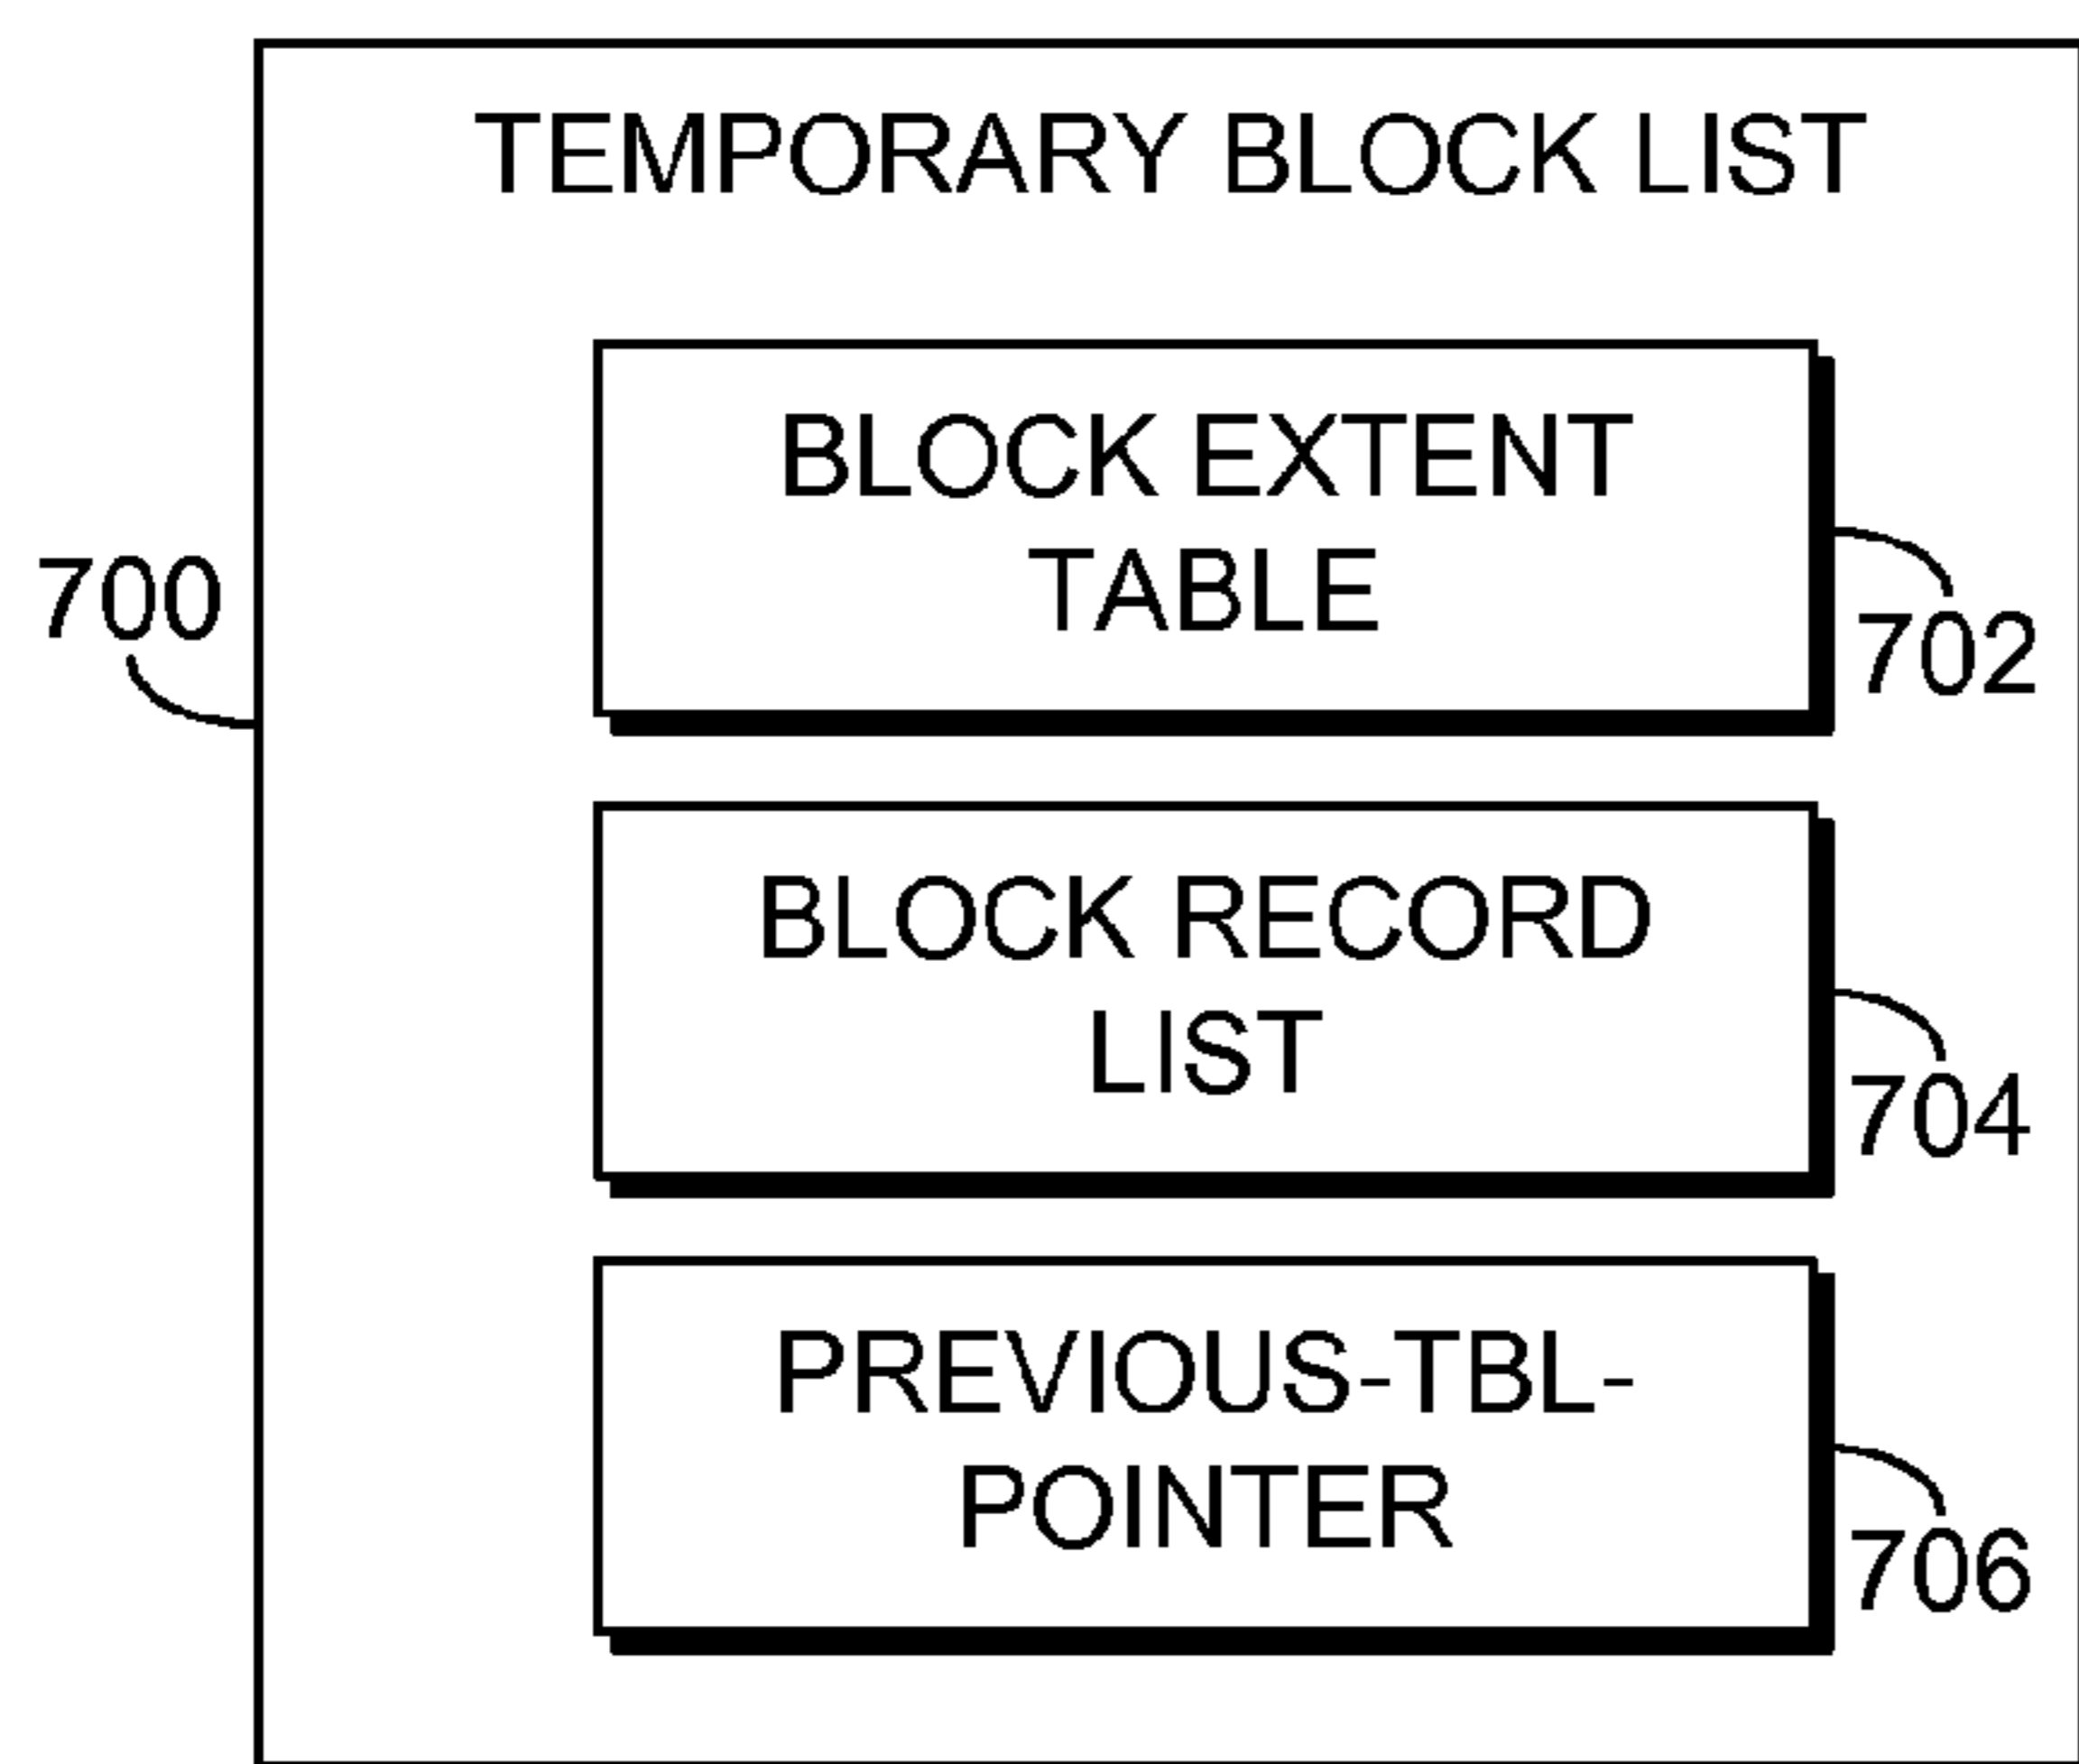 TEMPORARY BLOCK LIST
BLOCK EXTENT
TABLE
700
702
BLOCK RECORD
LIST
704
PREVIOUS-TBL-
POINTER
706